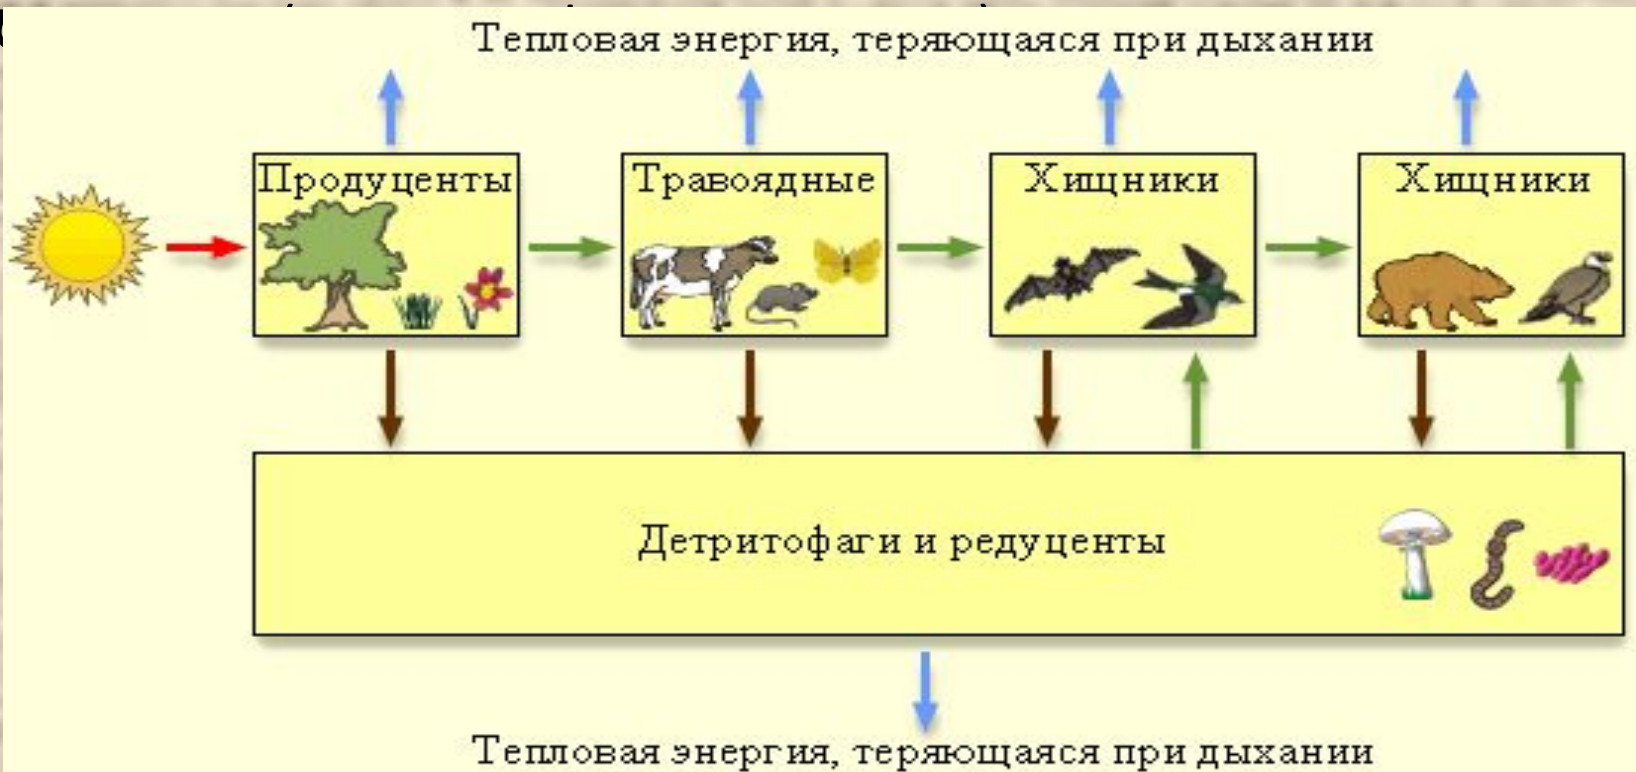 Тепловая энергия, теряющаяся при дыхании
Продуценты
Травоядные
Хищники
Хищники
Детритофаги и редуценты
Тепловая энергия, теряющаяся при дыхании